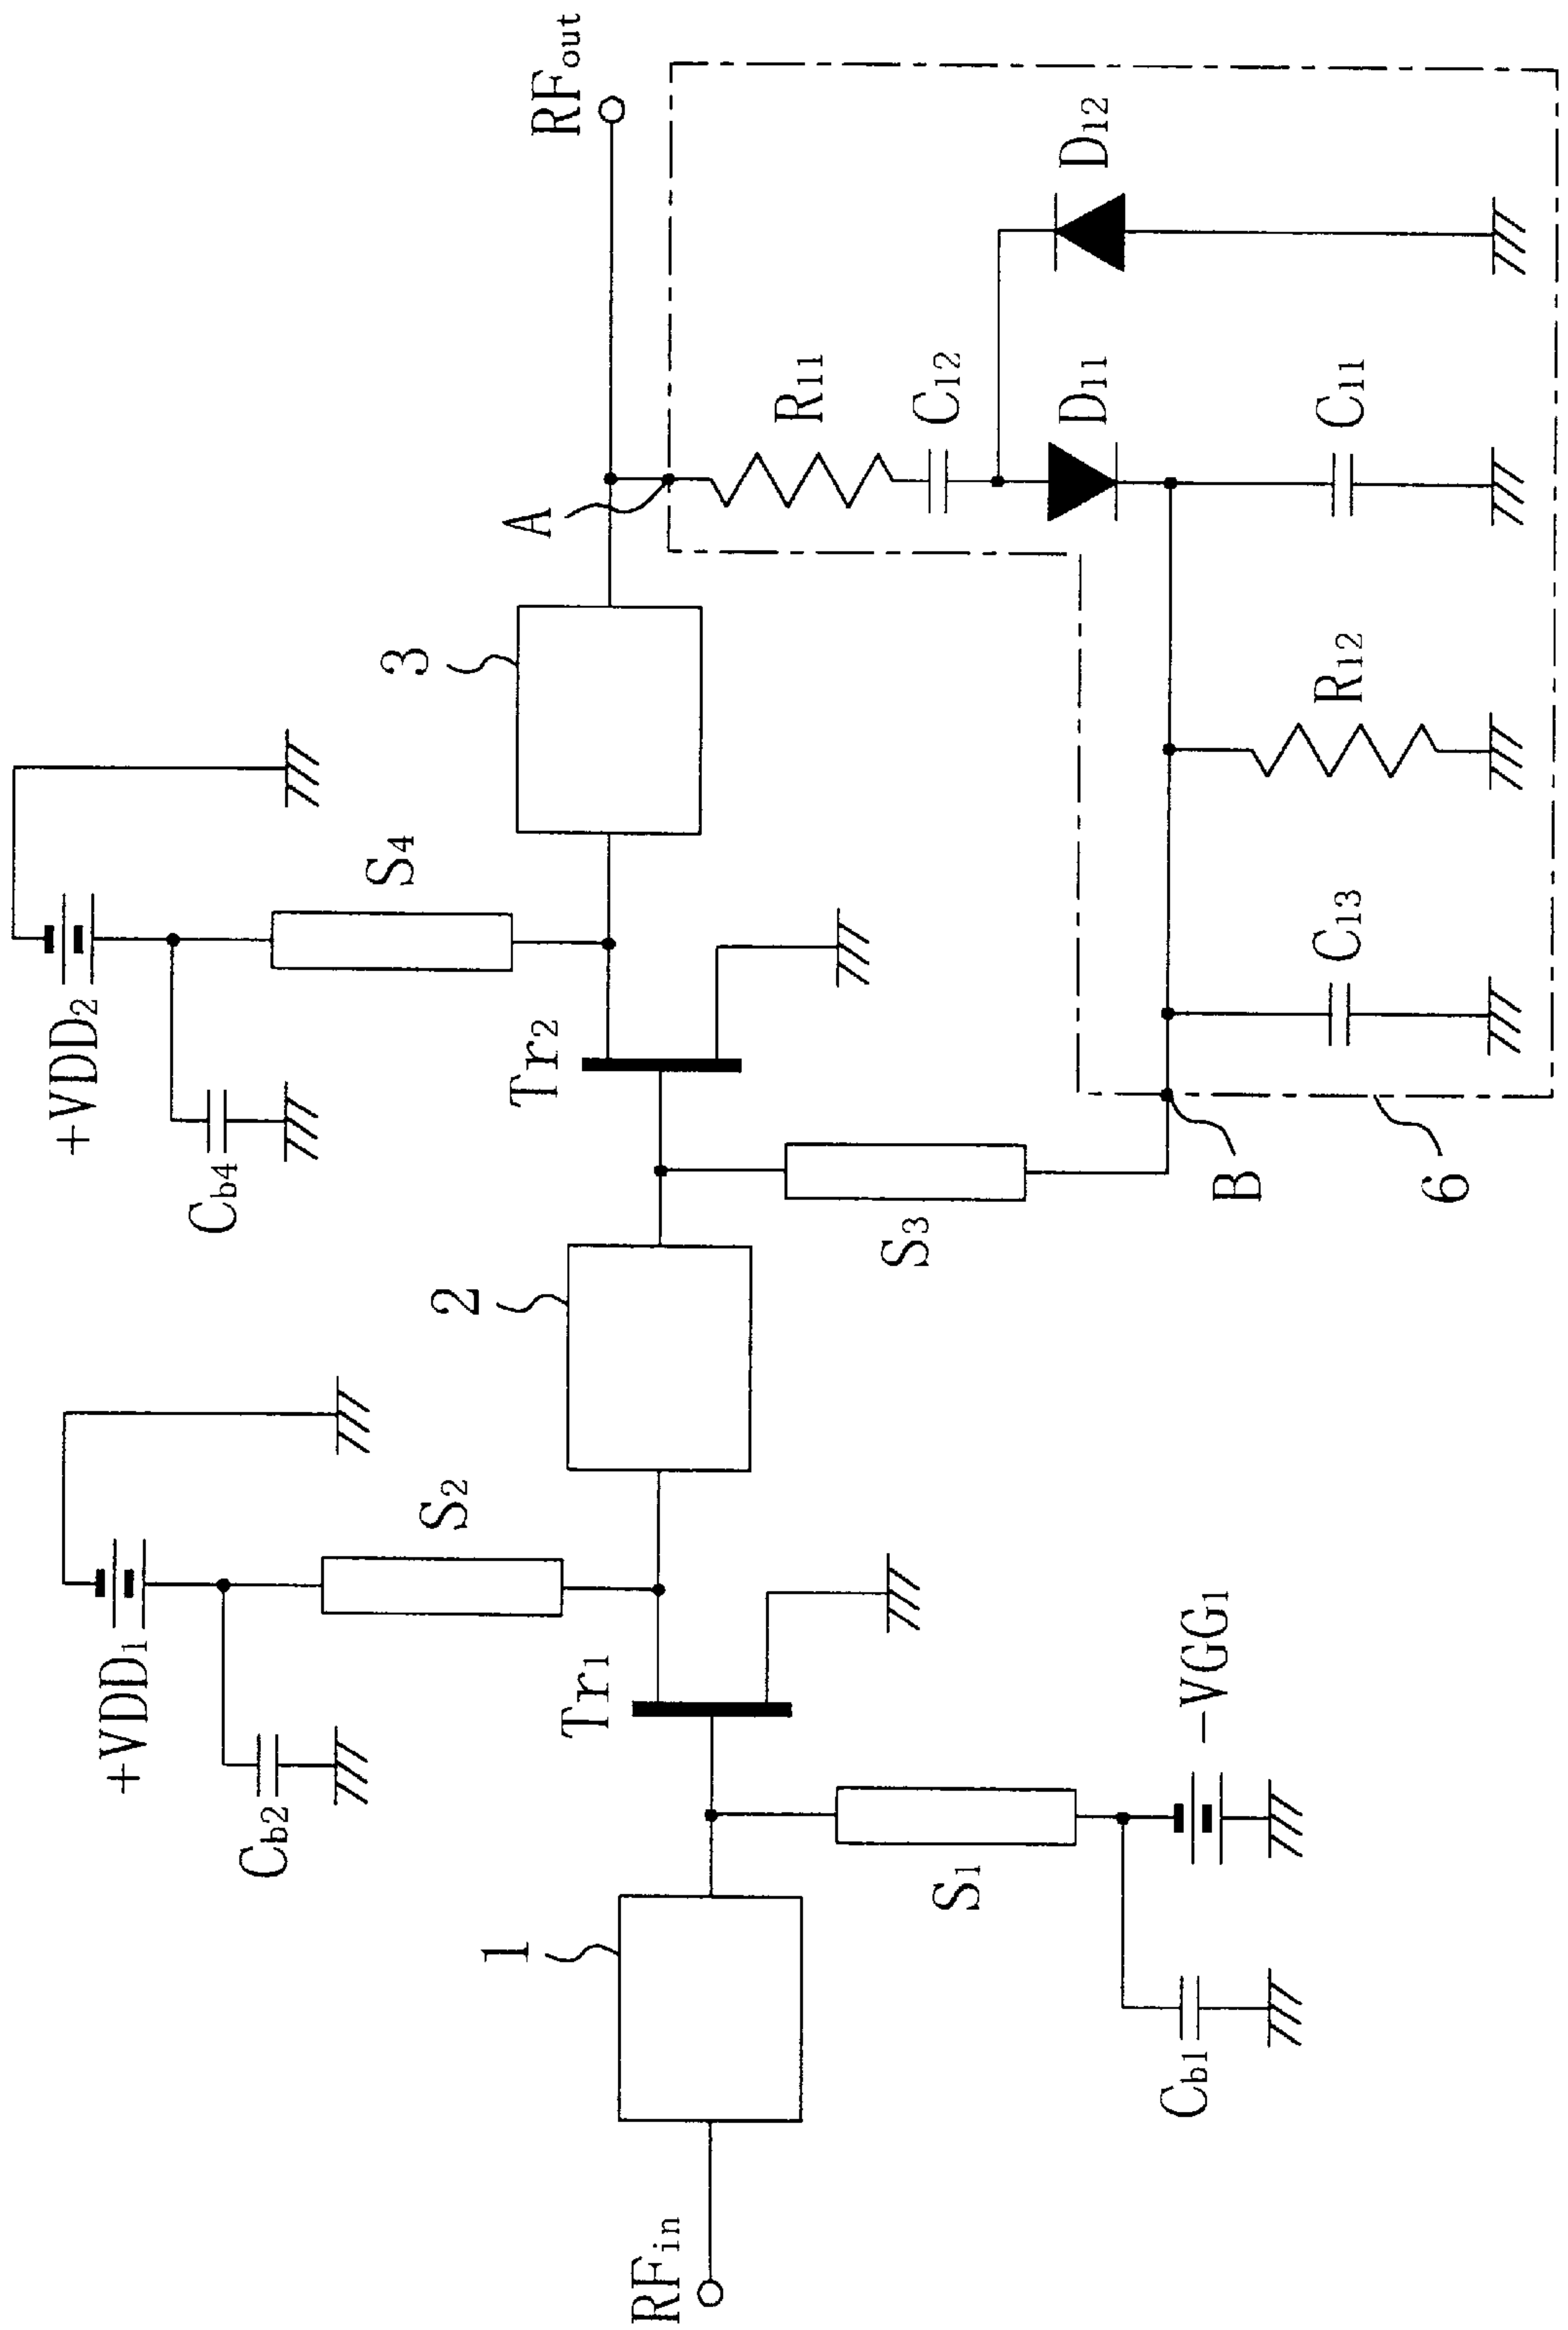 +VDD₁
+VDD₂
Cb2
Cb4
S₂
S₄
Tr₁
Tr₂
1
2
3
RFin
RFout
A
S₁
S₃
R₁₁
C₁₂
D₁₁
D₁₂
Cb1
−VGG₁
B
6
C₁₃
R₁₂
C₁₁